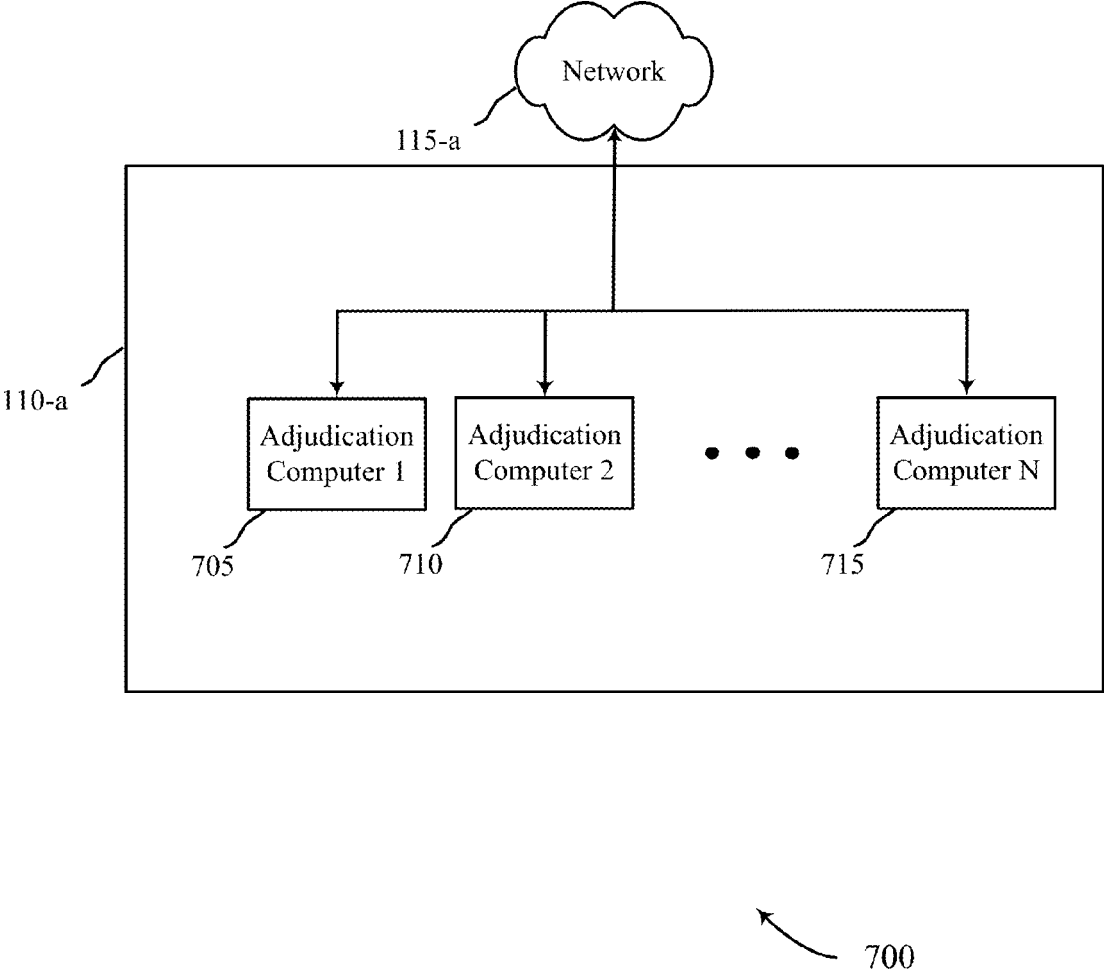 Network
115-a
110-a
Adjudication
Computer 1
Adjudication
Computer 2
Adjudication
Computer N
705
710
715
700